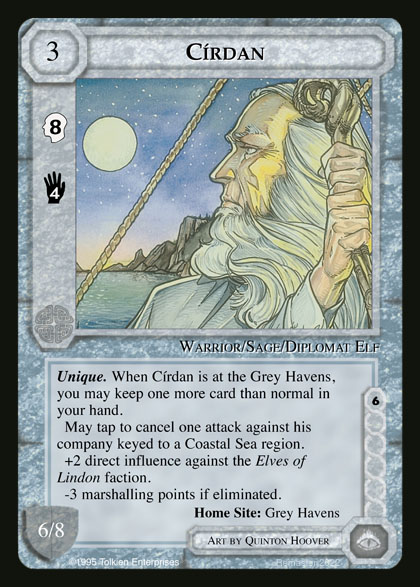 3
CÍRDAN
8
4
WARRIOR/SAGE/DIPLOMAT ELF
Unique. When Círdan is at the Grey Havens,
you may keep one more card than normal in
your hand.
May tap to cancel one attack against his
company keyed to a Coastal Sea region.
+2 direct influence against the Elves of
Lindon faction.
-3 marshalling points if eliminated.
Home Site: Grey Havens
6
6/8
ART BY QUINTON HOOVER
©1995 Tolkien Enterprises